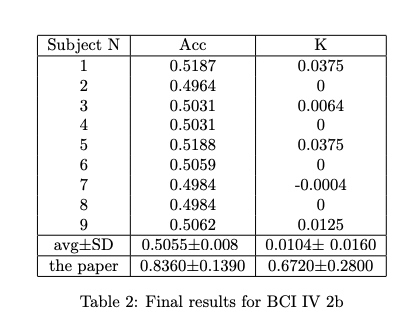 Subject N Acc K
1 0.5187 0.0375
2 0.4964 0
3 0.5031 0.0064
4 0.5031 0
5 0.5188 0.0375
6 0.5059 0
7 0.4984 -0.0004
8 0.4984 0
9 0.5062 0.0125
avg±SD 0.5055±0.008 0.0104± 0.0160
the paper 0.8360±0.1390 0.6720±0.2800
Table 2: Final results for BCI IV 2b